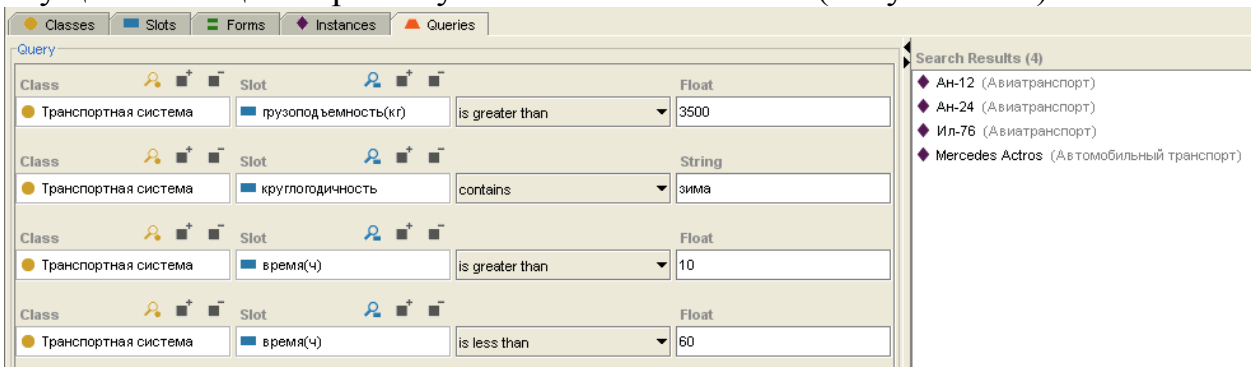 Classes Slots Forms Instances Queries
Query
Class Slot Float
Транспортная система грузоподъемность(кг) is greater than 3500
Class Slot String
Транспортная система круглогодичность contains зима
Class Slot Float
Транспортная система время(ч) is greater than 10
Class Slot Float
Транспортная система время(ч) is less than 60
Search Results (4)
Ан-12 (Авиатранспорт)
Ан-24 (Авиатранспорт)
Ил-76 (Авиатранспорт)
Mercedes Actros (Автомобильный транспорт)